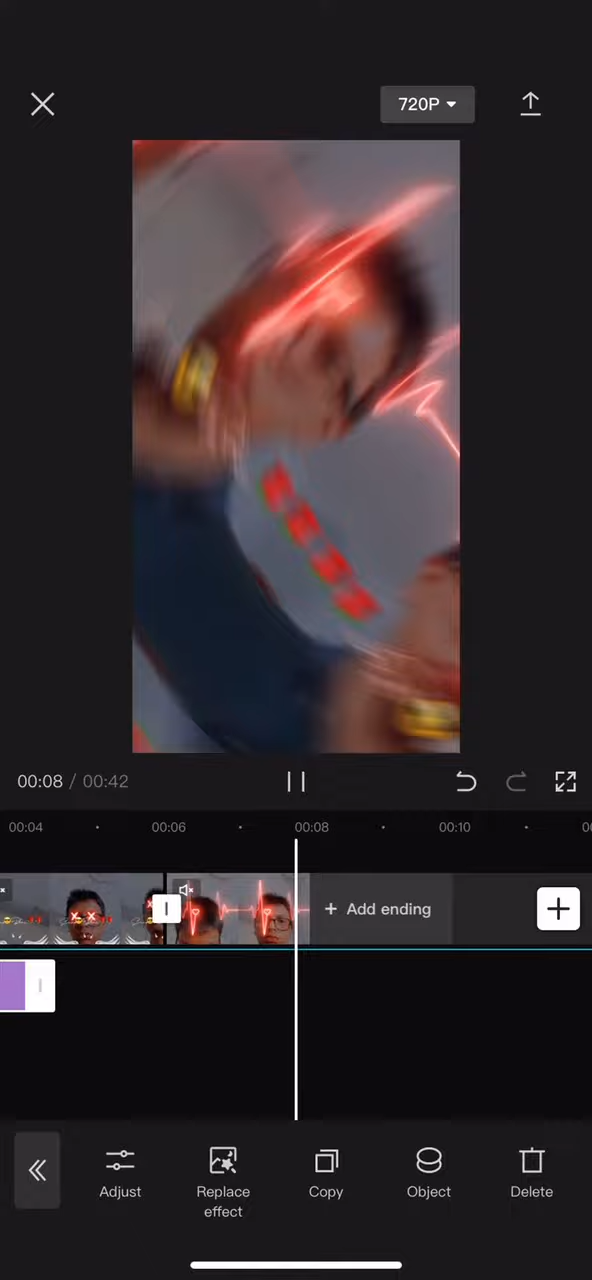 720P
00:08 / 00:42
00:04
00:06
00:08
00:10
+ Add ending
Adjust
Replace
effect
Copy
Object
Delete